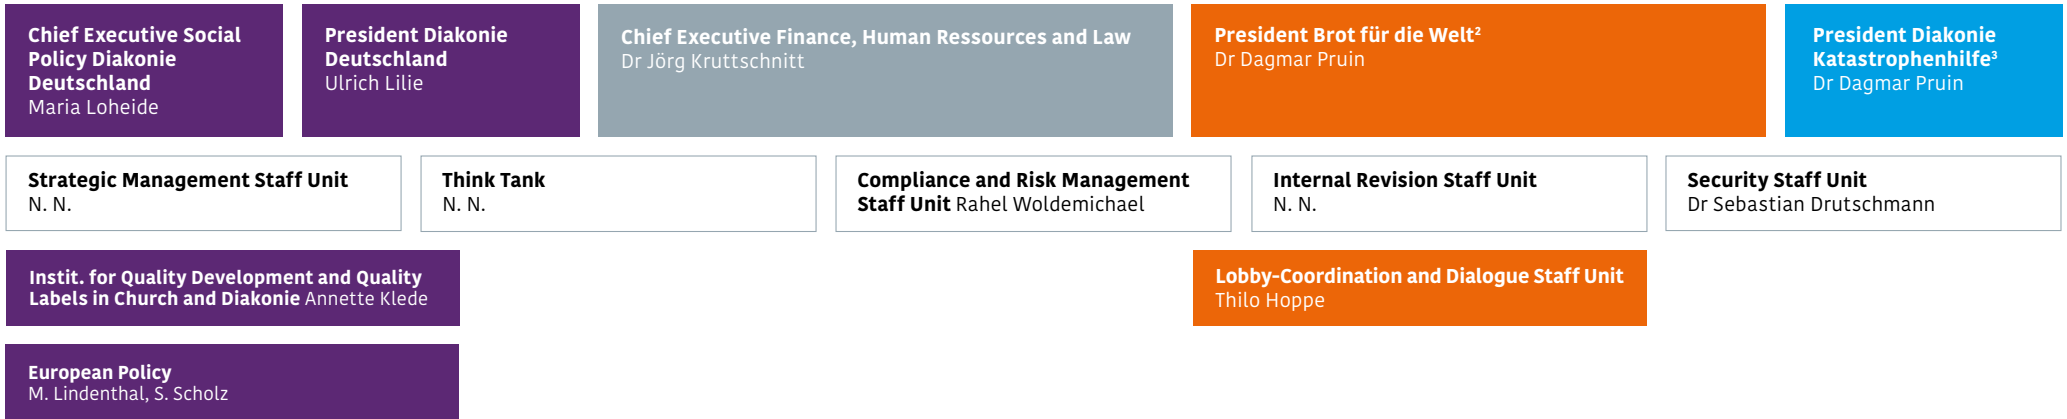 Chief Executive Social
Policy Diakonie
Deutschland
Maria Loheide
President Diakonie
Deutschland
Ulrich Lilie
Chief Executive Finance, Human Ressources and Law
Dr Jörg Kruttschnitt
President Brot für die Welt²
Dr Dagmar Pruin
President Diakonie
Katastrophenhilfe³
Dr Dagmar Pruin
Strategic Management Staff Unit
N. N.
Think Tank
N. N.
Compliance and Risk Management
Staff Unit Rahel Woldemichael
Internal Revision Staff Unit
N. N.
Security Staff Unit
Dr Sebastian Drutschmann
Instit. for Quality Development and Quality
Labels in Church and Diakonie Annette Klede
Lobby-Coordination and Dialogue Staff Unit
Thilo Hoppe
European Policy
M. Lindenthal, S. Scholz